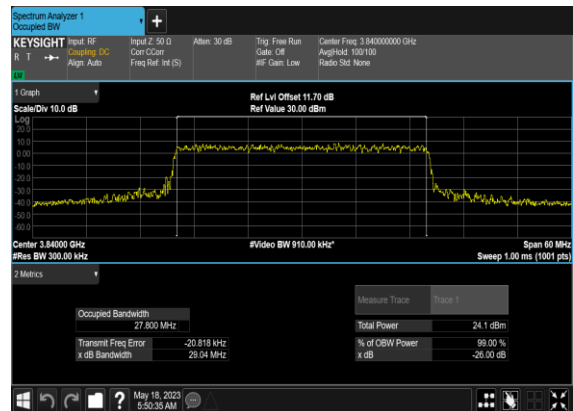 Spectrum Analyzer 1
Occupied BW
+
KEYSIGHT
R T
LW
Input: RF
Coupling: DC
Align: Auto
Input Z: 50 Ω
Corr CCorr
Freq Ref: Int (S)
Atten: 30 dB
Trig: Free Run
Gate: Off
#IF Gain: Low
Center Freq: 3.840000000 GHz
Avg|Hold: 100/100
Radio Std: None
1 Graph
Scale/Div 10.0 dB
Ref Lvl Offset 11.70 dB
Ref Value 30.00 dBm
Log
20.0
10.0
0.00
-10.0
-20.0
-30.0
-40.0
-50.0
-60.0
Center 3.84000 GHz
#Res BW 300.00 kHz
#Video BW 910.00 kHz*
Span 60 MHz
Sweep 1.00 ms (1001 pts)
2 Metrics
Measure Trace
Trace 1
Occupied Bandwidth
27.800 MHz
Total Power
24.1 dBm
Transmit Freq Error
-20.818 kHz
% of OBW Power
99.00 %
x dB Bandwidth
29.04 MHz
x dB
-26.00 dB
?
May 18, 2023
5:50:35 AM